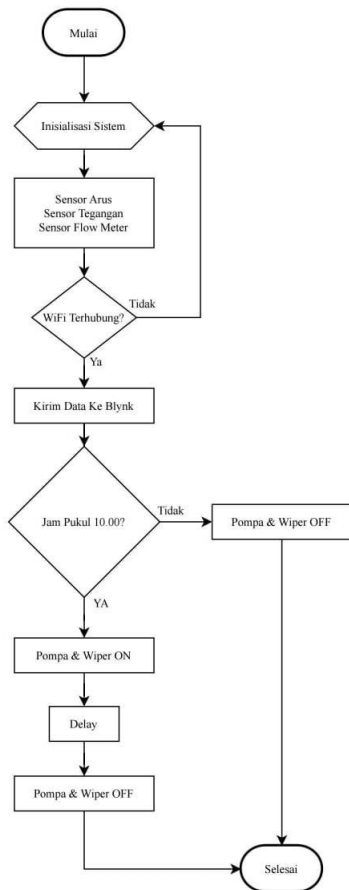 Mulai
Inisialisasi Sistem
Sensor Arus
Sensor Tegangan
Sensor Flow Meter
WiFi Terhubung?
Tidak
Ya
Kirim Data Ke Blynk
Jam Pukul 10.00?
Tidak
Pompa & Wiper OFF
YA
Pompa & Wiper ON
Delay
Pompa & Wiper OFF
Selesai